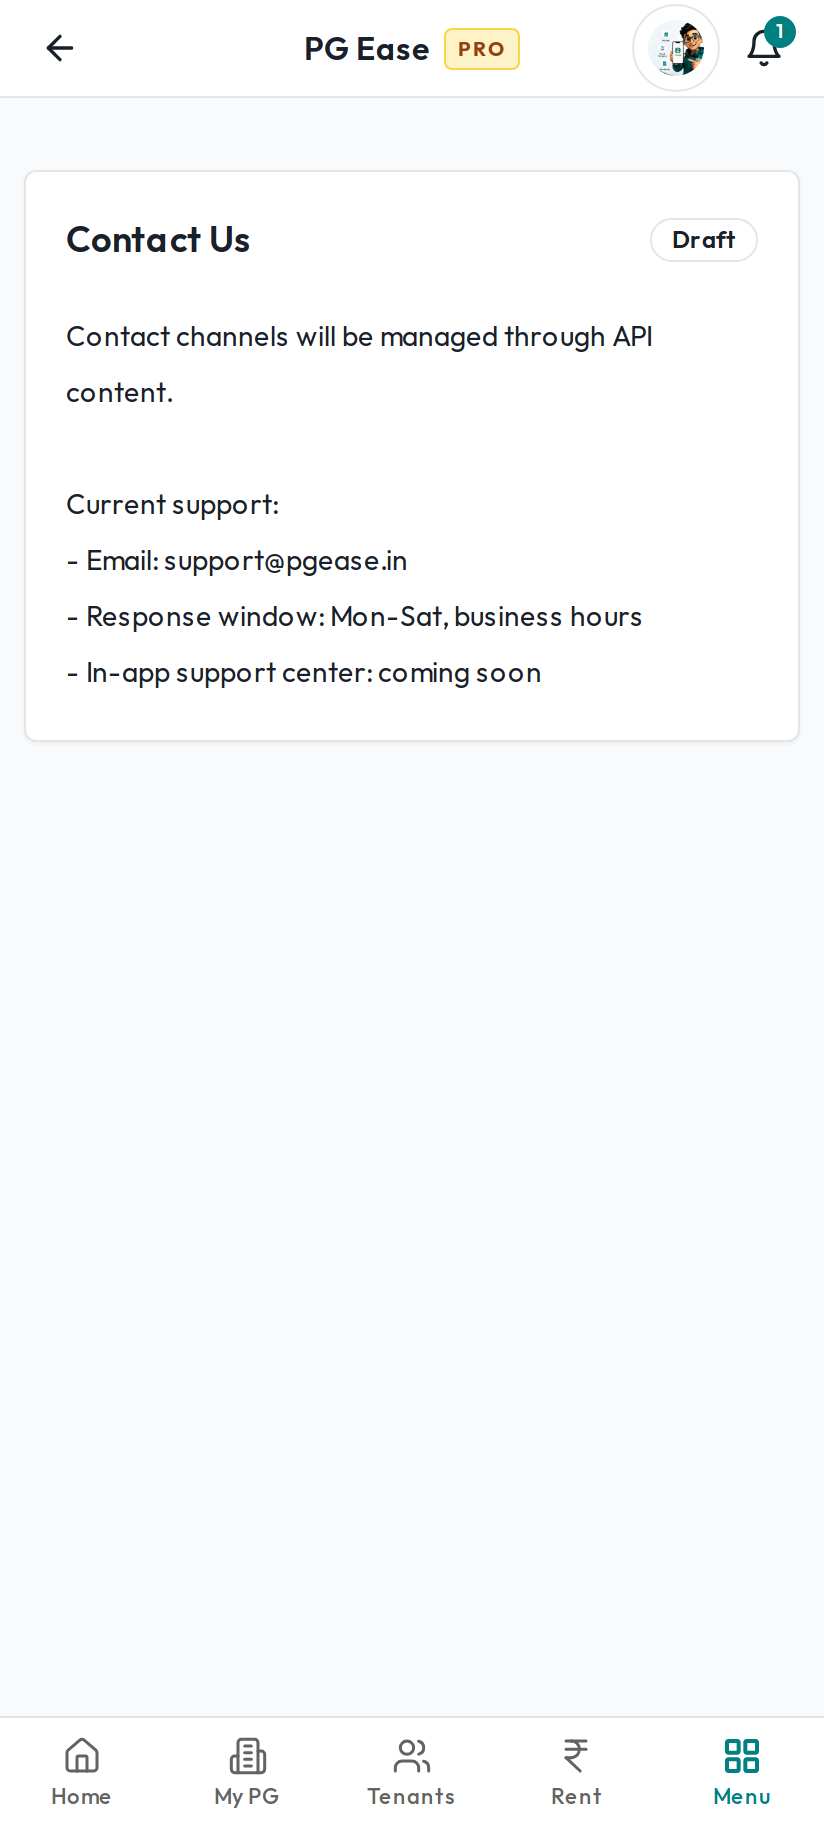 PG Ease PRO
1
Contact Us
Draft
Contact channels will be managed through API
content.
Current support:
- Email: support@pgease.in
- Response window: Mon-Sat, business hours
- In-app support center: coming soon
Home
My PG
Tenants
Rent
Menu